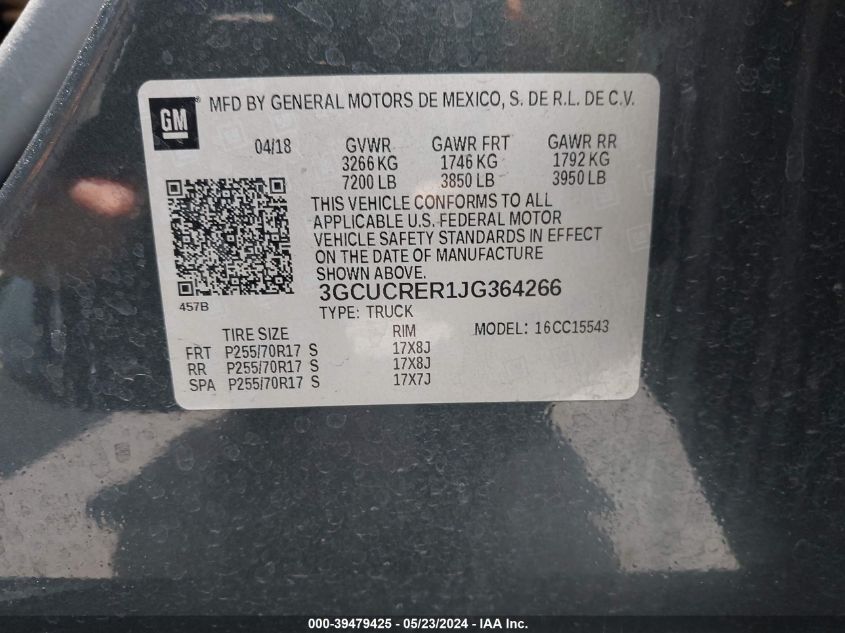 GM ® MFD BY GENERAL MOTORS DE MEXICO, S. DE R.L. DE C.V.
04/18 GVWR GAWR FRT GAWR RR
3266 KG 1746 KG 1792 KG
7200 LB 3850 LB 3950 LB
THIS VEHICLE CONFORMS TO ALL
APPLICABLE U.S. FEDERAL MOTOR
VEHICLE SAFETY STANDARDS IN EFFECT
ON THE DATE OF MANUFACTURE
SHOWN ABOVE.
457B 3GCUCRER1JG364266
TYPE: TRUCK
TIRE SIZE RIM MODEL: 16CC15543
FRT P255/70R17 S 17X8J
RR P255/70R17 S 17X8J
SPA P255/70R17 S 17X7J
000-39479425 - 05/23/2024 - IAA Inc.